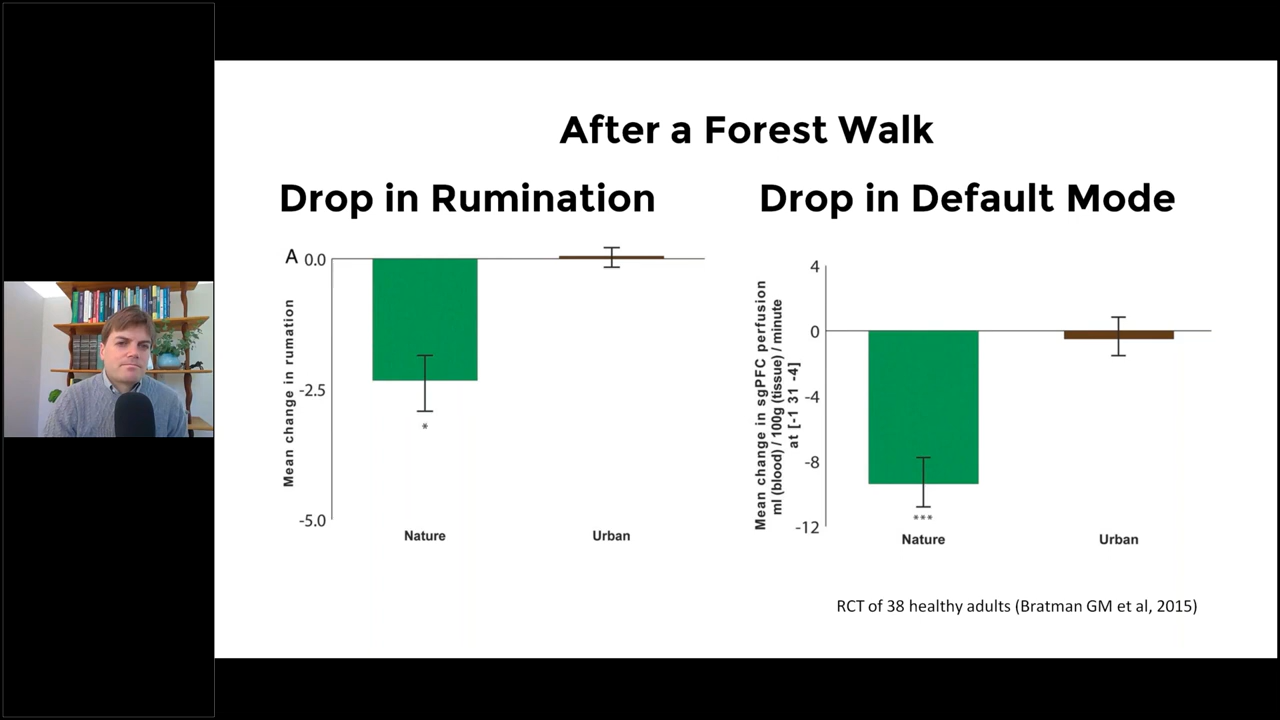 After a Forest Walk
Drop in Rumination
Drop in Default Mode
A
0.0
-2.5
-5.0
Mean change in rumation
*
Nature
Urban
4
0
-4
-8
-12
Mean change in sgPFC perfusion
ml (blood) / 100g (tissue) / minute
at [-1 31 -4]
***
Nature
Urban
RCT of 38 healthy adults (Bratman GM et al, 2015)